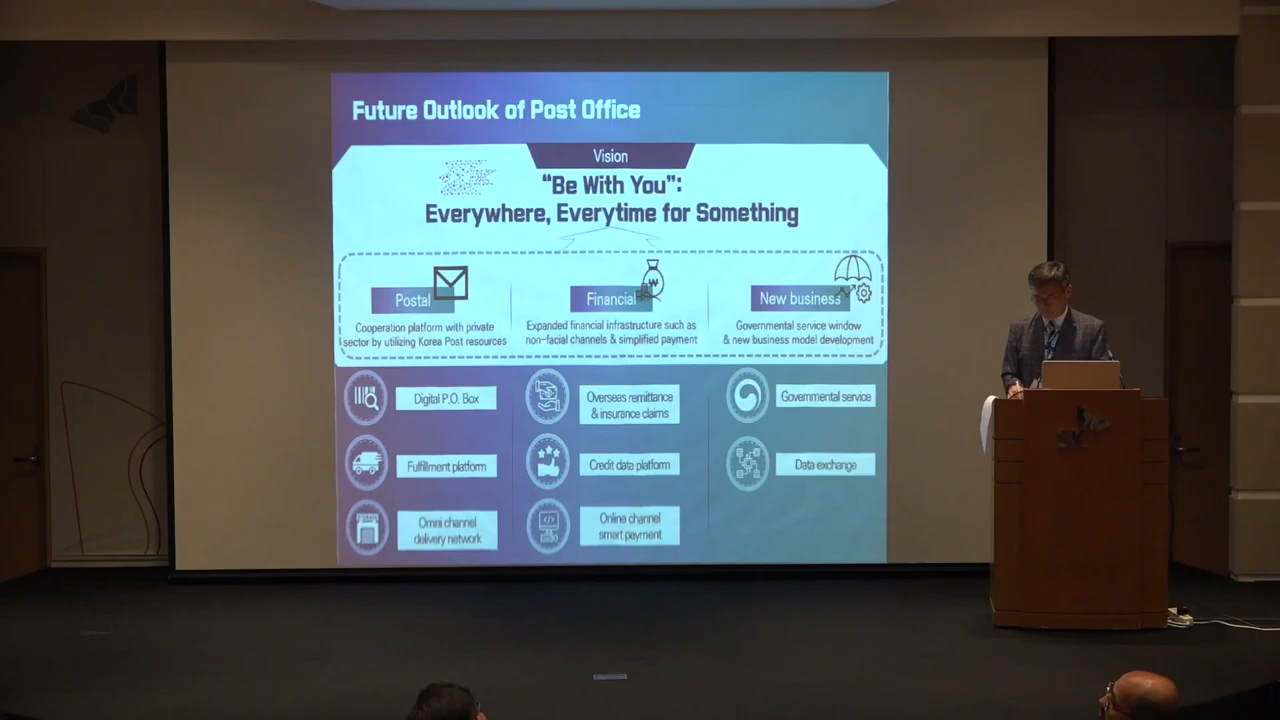 Future Outlook of Post Office
Vision
“Be With You”:
Everywhere, Everytime for Something
Postal
Cooperation platform with private
sector by utilizing Korea Post resources
Financial
Expanded financial infrastructure such as
non-facial channels & simplified payment
New business
Governmental service window
& new business model development
Digital P.O. Box
Fulfillment platform
Omni channel
delivery network
Overseas remittance
& insurance claims
Credit data platform
Online channel
smart payment
Governmental service
Data exchange